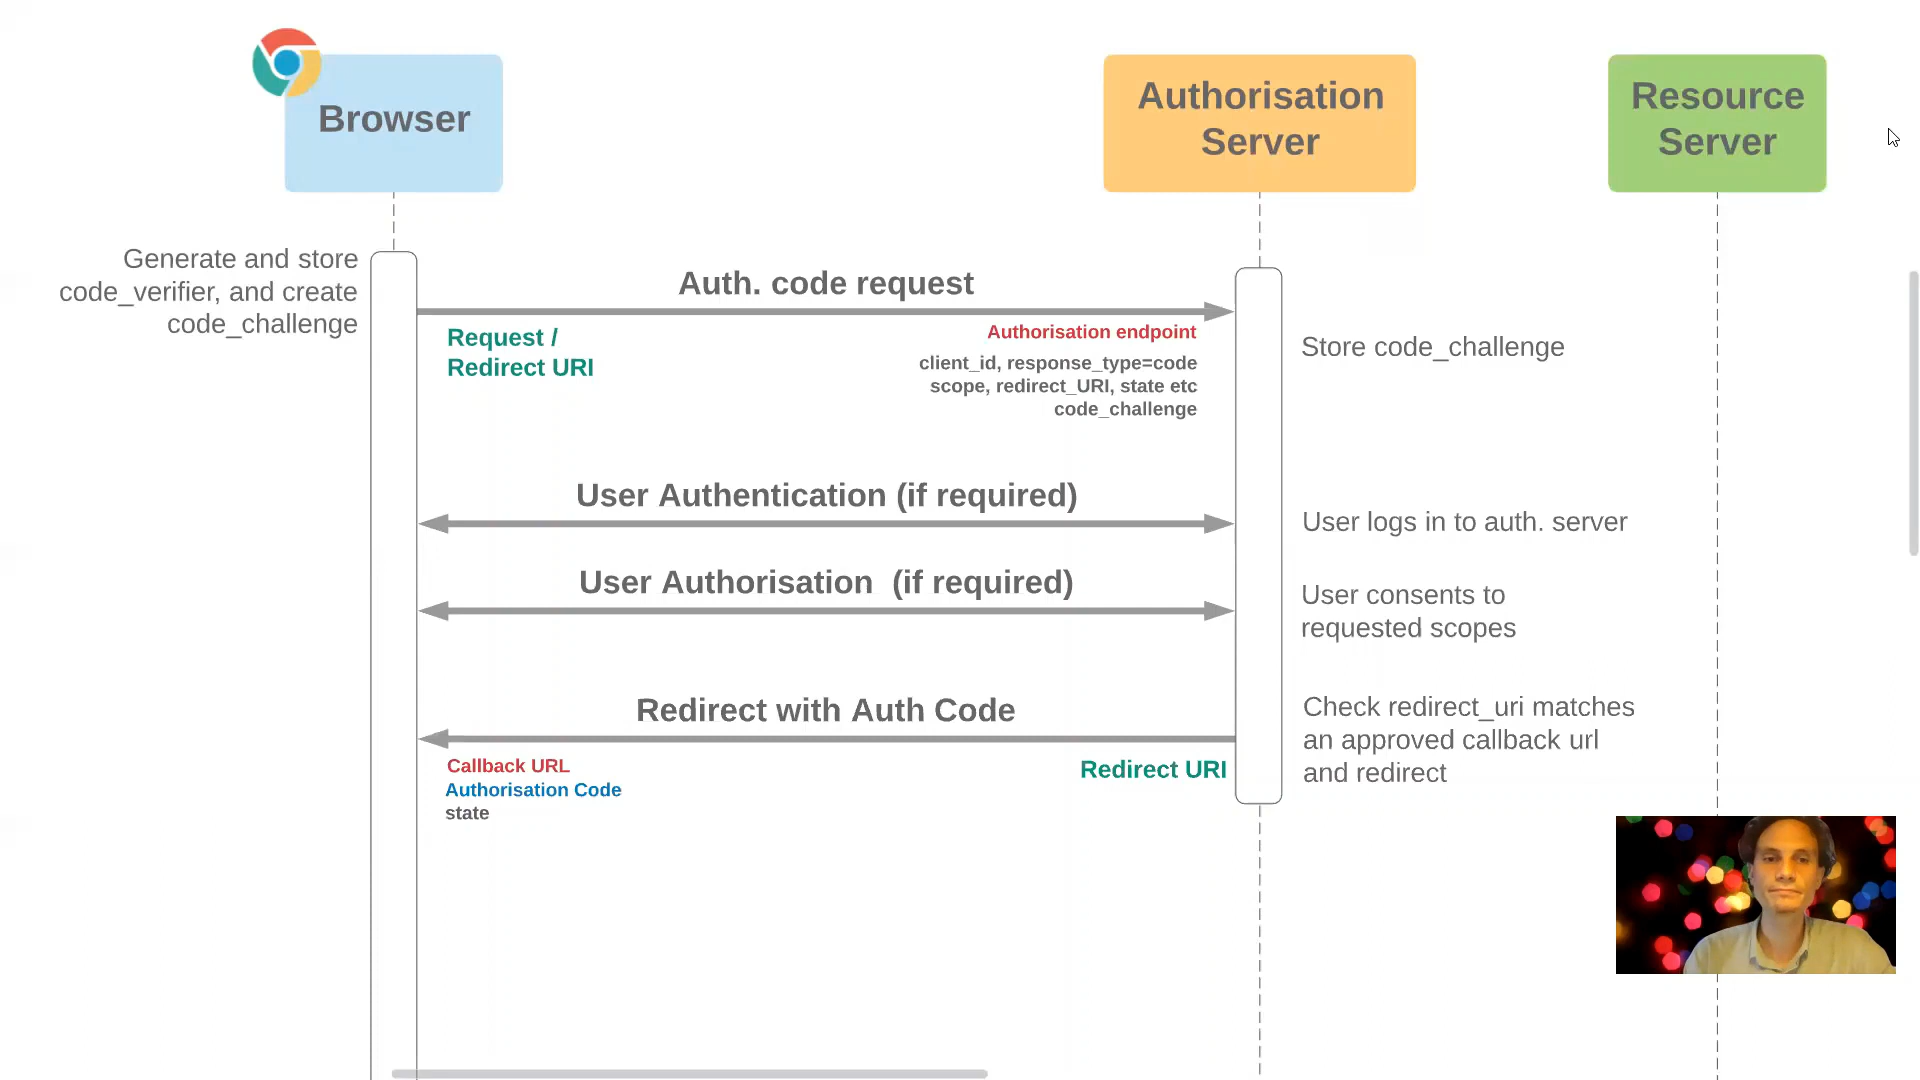 Browser
Authorisation
Server
Resource
Server
Generate and store
code_verifier, and create
code_challenge
Auth. code request
Request /
Redirect URI
Authorisation endpoint
client_id, response_type=code
scope, redirect_URI, state etc
code_challenge
Store code_challenge
User Authentication (if required)
User logs in to auth. server
User Authorisation (if required)
User consents to
requested scopes
Redirect with Auth Code
Callback URL
Authorisation Code
state
Redirect URI
Check redirect_uri matches
an approved callback url
and redirect